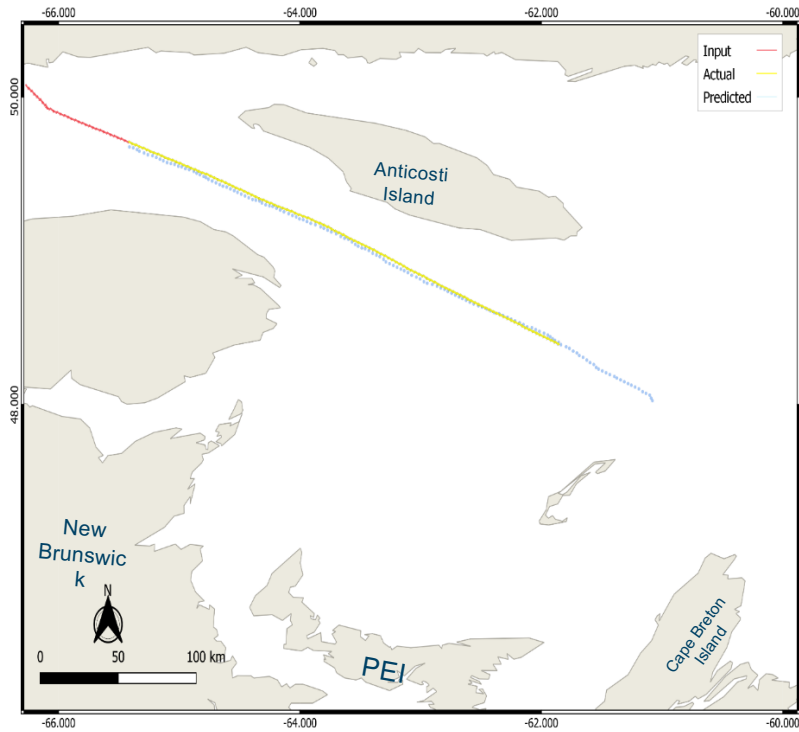 -66.000
-64.000
-62.000
-60.000
Input
Actual
Predicted
50.000
Anticosti
Island
48.000
New
Brunswic
k
N
0
50
100 km
PEI
Cape Breton
Island
-66.000
-64.000
-62.000
-60.000